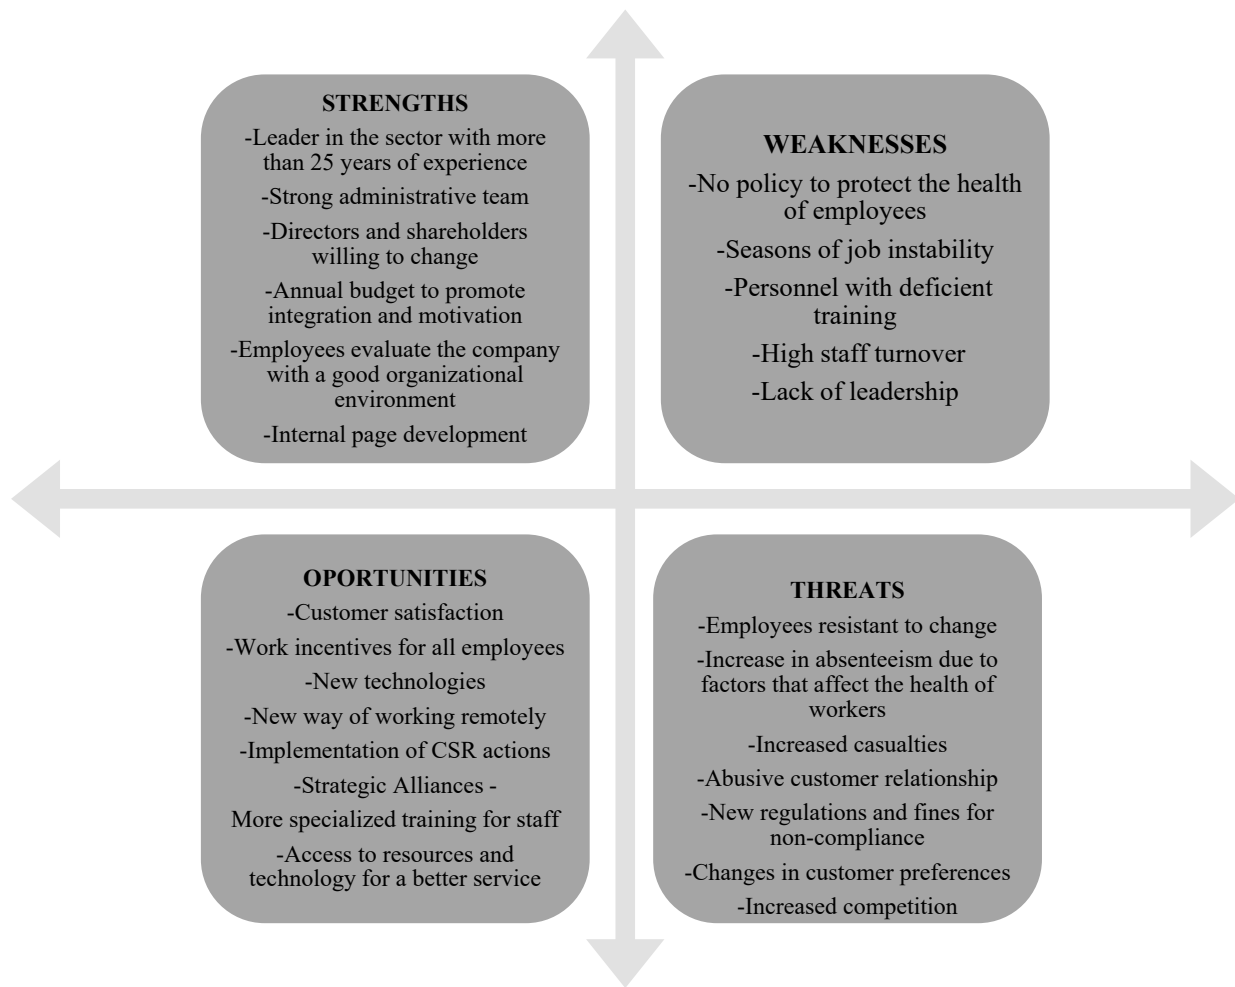 STRENGTHS
-Leader in the sector with more
than 25 years of experience
-Strong administrative team
-Directors and shareholders
willing to change
-Annual budget to promote
integration and motivation
-Employees evaluate the company
with a good organizational
environment
-Internal page development
WEAKNESSES
-No policy to protect the health
of employees
-Seasons of job instability
-Personnel with deficient
training
-High staff turnover
-Lack of leadership
OPORTUNITIES
-Customer satisfaction
-Work incentives for all employees
-New technologies
-New way of working remotely
-Implementation of CSR actions
-Strategic Alliances -
More specialized training for staff
-Access to resources and
technology for a better service
THREATS
-Employees resistant to change
-Increase in absenteeism due to
factors that affect the health of
workers
-Increased casualties
-Abusive customer relationship
-New regulations and fines for
non-compliance
-Changes in customer preferences
-Increased competition